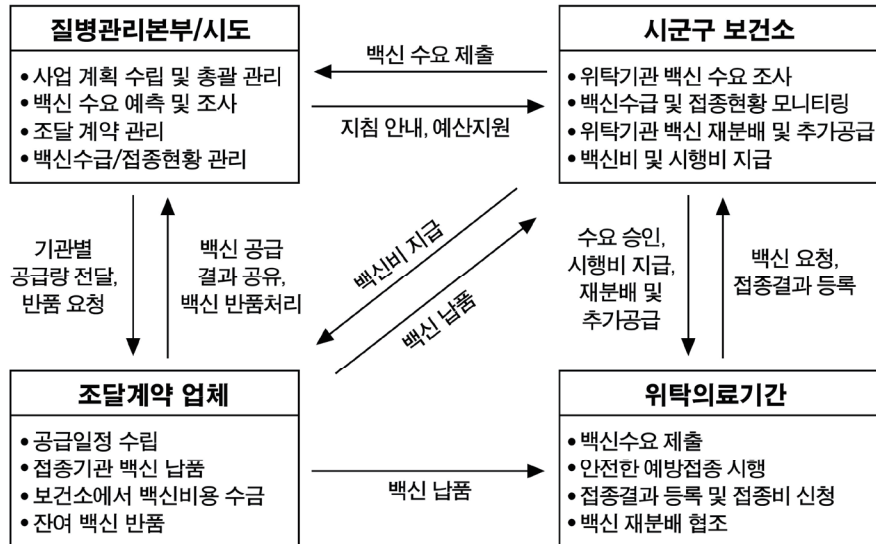 질병관리본부/시도
• 사업 계획 수립 및 총괄 관리
• 백신 수요 예측 및 조사
• 조달 계약 관리
• 백신수급/접종현황 관리
백신 수요 제출
지침 안내, 예산지원
시군구 보건소
• 위탁기관 백신 수요 조사
• 백신수급 및 접종현황 모니티링
• 위탁기관 백신 재분배 및 추가공급
• 백신비 및 시행비 지급
기관별
공급량 전달,
반품 요청
백신 공급
결과 공유,
백신 반품처리
백신비 지급
백신 납품
수요 승인,
시행비 지급,
재분배 및
추가공급
백신 요청,
접종결과 등록
조달계약 업체
• 공급일정 수립
• 접종기관 백신 납품
• 보건소에서 백신비용 수금
• 잔여 백신 반품
백신 납품
위탁의료기간
• 백신수요 제출
• 안전한 예방접종 시행
• 접종결과 등록 및 접종비 신청
• 백신 재분배 협조